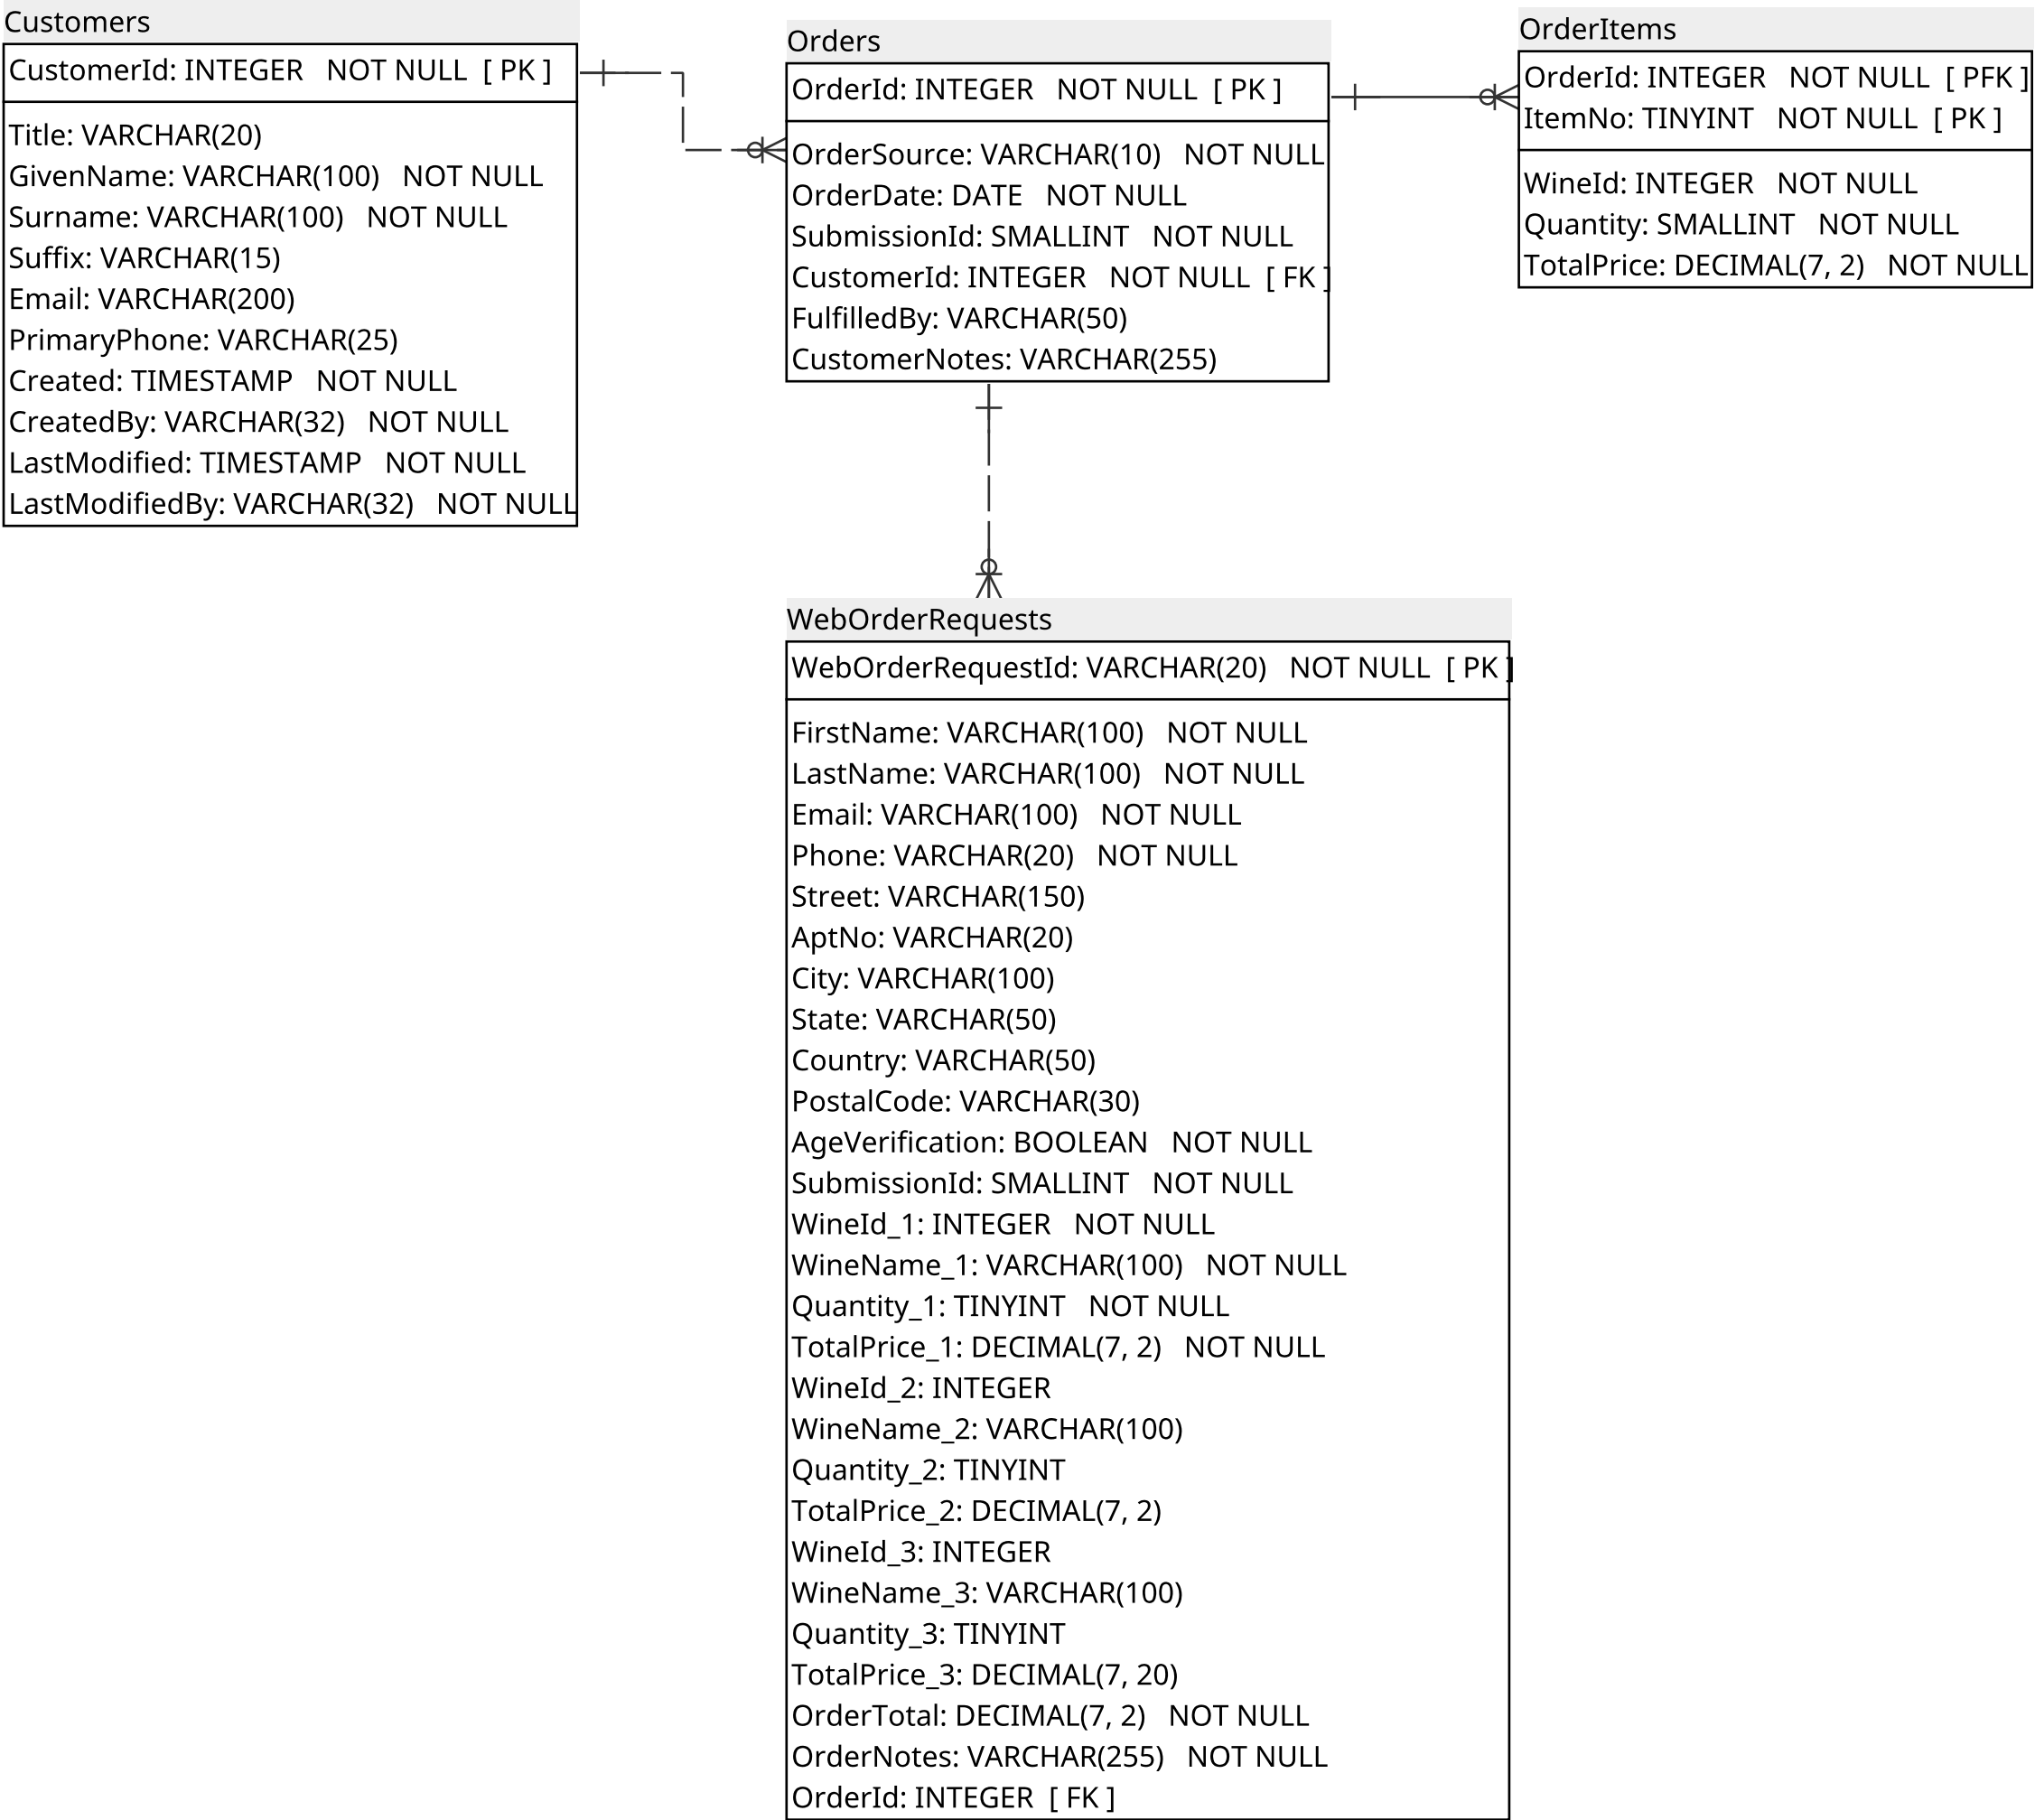 Customers
CustomerId: INTEGER NOT NULL [ PK ]
Title: VARCHAR(20)
GivenName: VARCHAR(100) NOT NULL
Surname: VARCHAR(100) NOT NULL
Suffix: VARCHAR(15)
Email: VARCHAR(200)
PrimaryPhone: VARCHAR(25)
Created: TIMESTAMP NOT NULL
CreatedBy: VARCHAR(32) NOT NULL
LastModified: TIMESTAMP NOT NULL
LastModifiedBy: VARCHAR(32) NOT NULL
Orders
OrderId: INTEGER NOT NULL [ PK ]
OrderSource: VARCHAR(10) NOT NULL
OrderDate: DATE NOT NULL
SubmissionId: SMALLINT NOT NULL
CustomerId: INTEGER NOT NULL [ FK ]
FulfilledBy: VARCHAR(50)
CustomerNotes: VARCHAR(255)
OrderItems
OrderId: INTEGER NOT NULL [ PFK ]
ItemNo: TINYINT NOT NULL [ PK ]
WineId: INTEGER NOT NULL
Quantity: SMALLINT NOT NULL
TotalPrice: DECIMAL(7, 2) NOT NULL
WebOrderRequests
WebOrderRequestId: VARCHAR(20) NOT NULL [ PK ]
FirstName: VARCHAR(100) NOT NULL
LastName: VARCHAR(100) NOT NULL
Email: VARCHAR(100) NOT NULL
Phone: VARCHAR(20) NOT NULL
Street: VARCHAR(150)
AptNo: VARCHAR(20)
City: VARCHAR(100)
State: VARCHAR(50)
Country: VARCHAR(50)
PostalCode: VARCHAR(30)
AgeVerification: BOOLEAN NOT NULL
SubmissionId: SMALLINT NOT NULL
WineId_1: INTEGER NOT NULL
WineName_1: VARCHAR(100) NOT NULL
Quantity_1: TINYINT NOT NULL
TotalPrice_1: DECIMAL(7, 2) NOT NULL
WineId_2: INTEGER
WineName_2: VARCHAR(100)
Quantity_2: TINYINT
TotalPrice_2: DECIMAL(7, 2)
WineId_3: INTEGER
WineName_3: VARCHAR(100)
Quantity_3: TINYINT
TotalPrice_3: DECIMAL(7, 20)
OrderTotal: DECIMAL(7, 2) NOT NULL
OrderNotes: VARCHAR(255) NOT NULL
OrderId: INTEGER [ FK ]